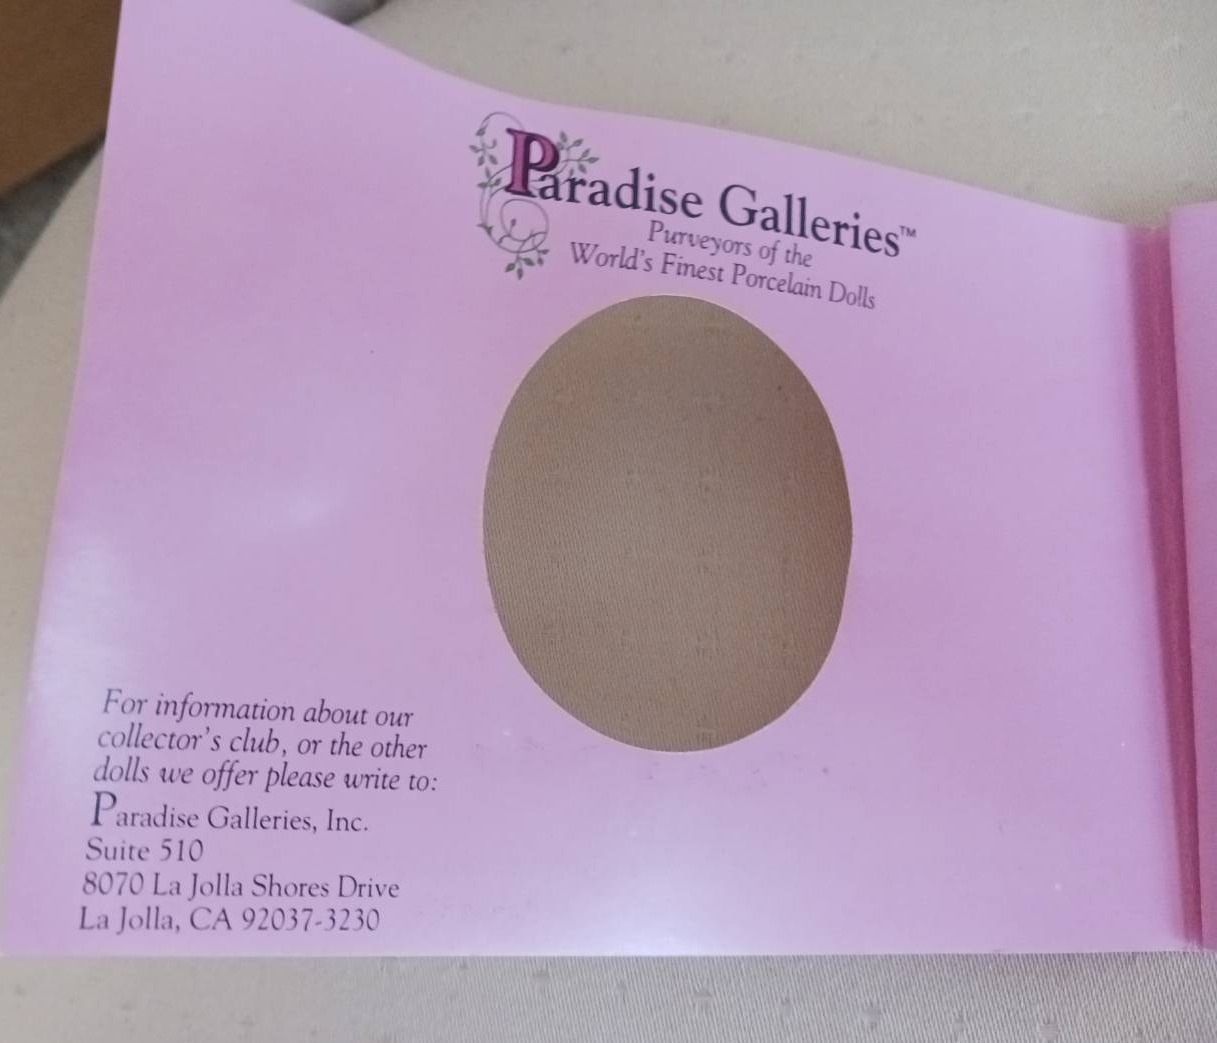 Paradise Galleries™
Purveyors of the
World's Finest Porcelain Dolls
For information about our
collector's club, or the other
dolls we offer please write to:
Paradise Galleries, Inc.
Suite 510
8070 La Jolla Shores Drive
La Jolla, CA 92037-3230